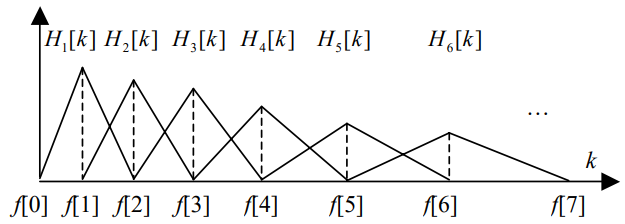 H₁[k] H₂[k] H₃[k] H₄[k] H₅[k] H₆[k]
...
k
f[0] f[1] f[2] f[3] f[4] f[5] f[6] f[7]